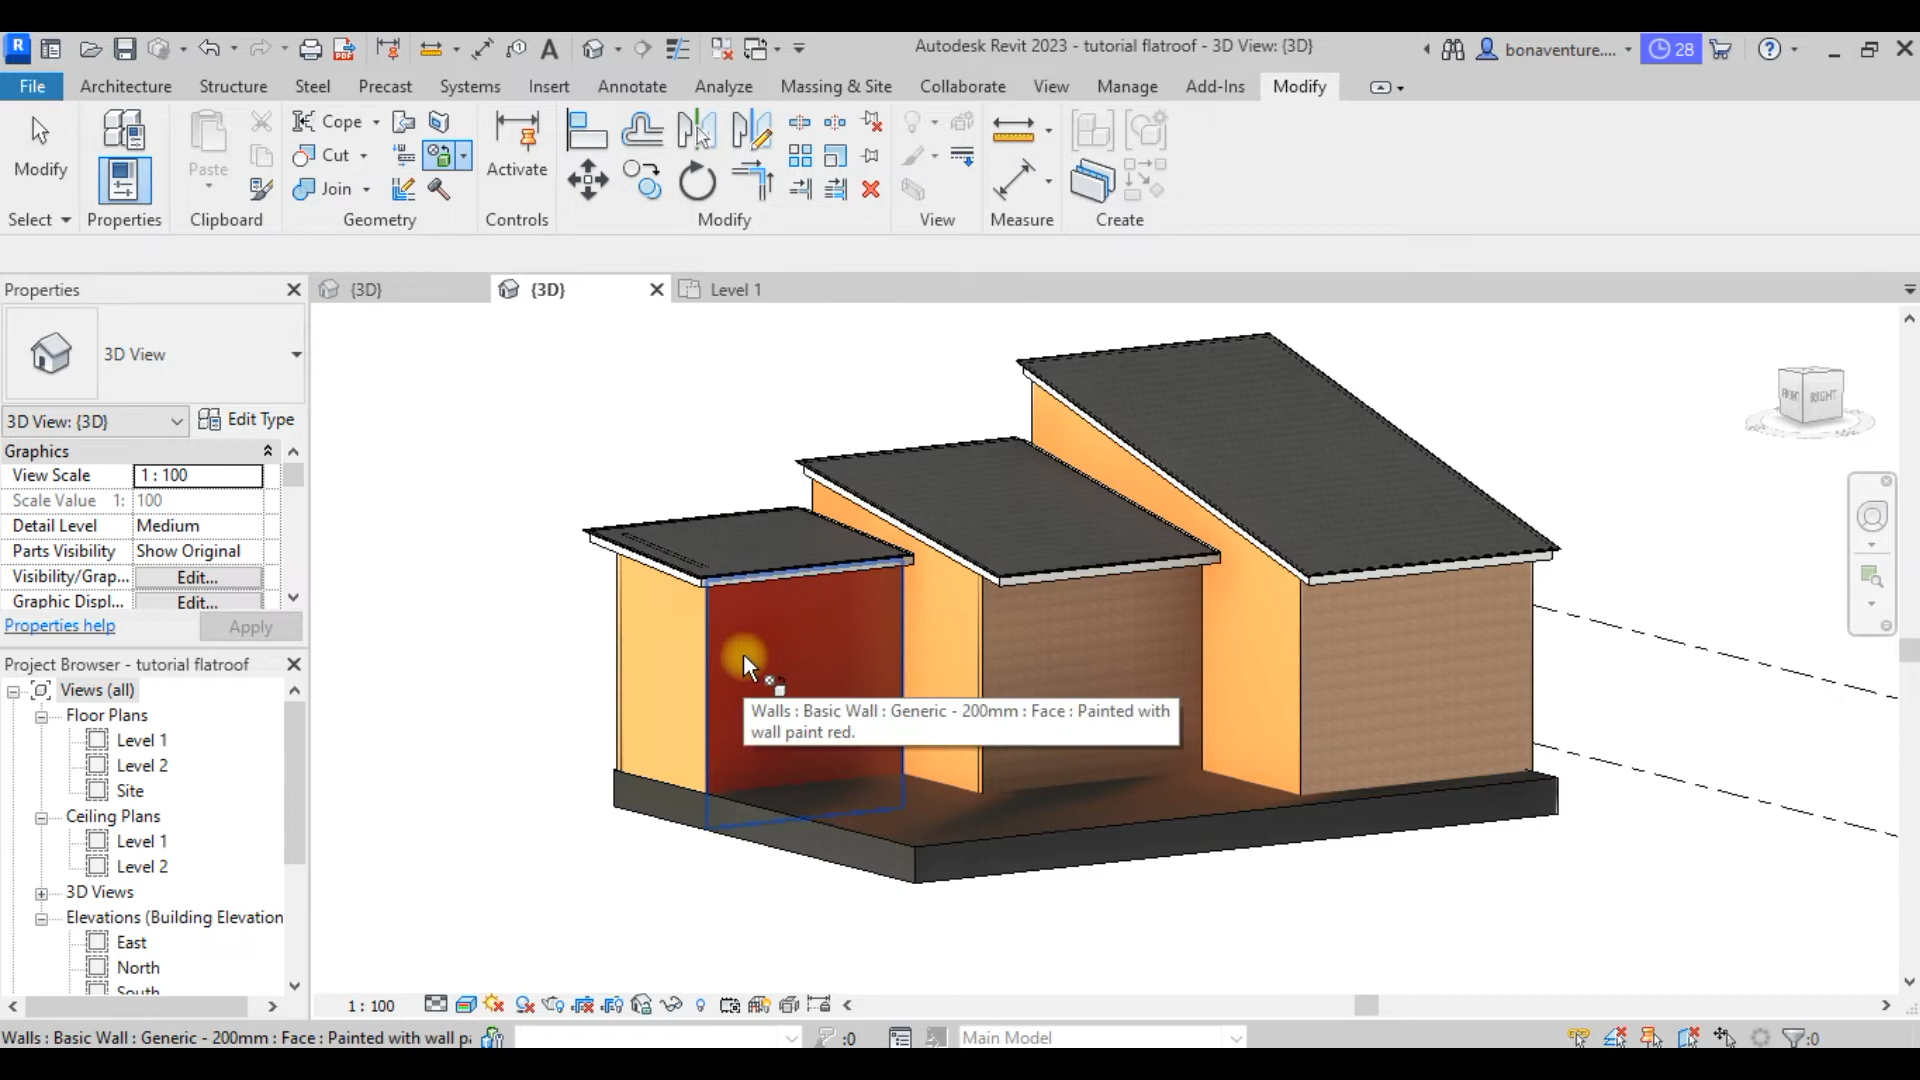 R
Autodesk Revit 2023 - tutorial flatroof - 3D View: {3D}
bonaventure....
28
File Architecture Structure Steel Precast Systems Insert Annotate Analyze Massing & Site Collaborate View Manage Add-Ins Modify
Modify
Paste
Cope
Cut
Join
Activate
Select Properties Clipboard Geometry Controls Modify View Measure Create
Properties
{3D}
{3D}
Level 1
3D View
3D View: {3D}
Edit Type
Graphics
View Scale 1 : 100
Scale Value 1: 100
Detail Level Medium
Parts Visibility Show Original
Visibility/Grap... Edit...
Graphic Displ... Edit...
Properties help
Apply
Project Browser - tutorial flatroof
Views (all)
Floor Plans
Level 1
Level 2
Site
Ceiling Plans
Level 1
Level 2
3D Views
Elevations (Building Elevation
East
North
South
RIGHT
Walls : Basic Wall : Generic - 200mm : Face : Painted with
wall paint red.
1 : 100
Walls : Basic Wall : Generic - 200mm : Face : Painted with wall pa
:0
Main Model
:0